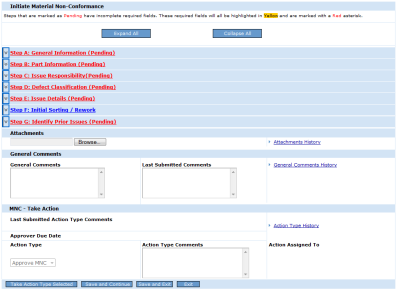 Initiate Material Non-Conformance
Steps that are marked as Pending have incomplete required fields. These required fields will all be highlighted in Yellow and are marked with a Red asterisk.
Expand All
Collapse All
Step A: General Information (Pending)
Step B: Part Information (Pending)
Step C: Issue Responsibility(Pending)
Step D: Defect Classification (Pending)
Step E: Issue Details (Pending)
Step F: Initial Sorting / Rework
Step G: Identify Prior Issues (Pending)
Attachments
Browse...
Attachments History
General Comments
General Comments
Last Submitted Comments
General Comments History
MNC - Take Action
Last Submitted Action Type Comments
Action Type History
Approver Due Date
Action Type
Action Type Comments
Action Assigned To
Approve MNC
Take Action Type Selected
Save and Continue
Save and Exit
Exit